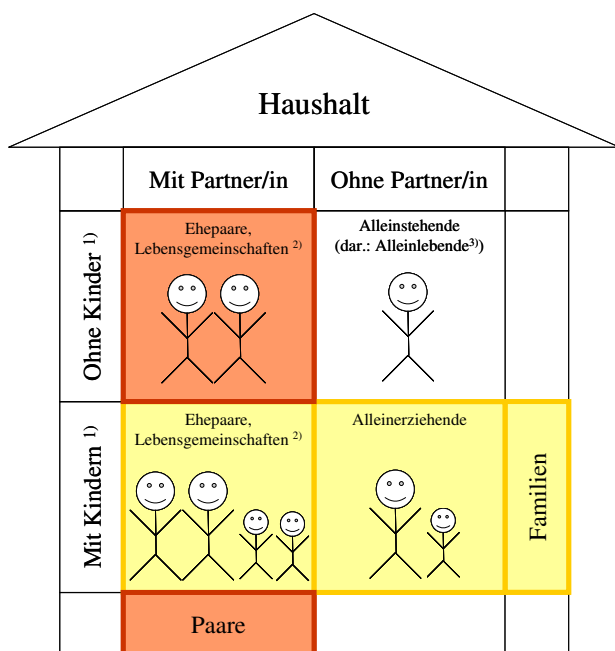 Haushalt
Mit Partner/in
Ohne Partner/in
Ohne Kinder 1)
Ehepaare,
Lebensgemeinschaften 2)
Alleinstehende
(dar.: Alleinlebende3))
Mit Kindern 1)
Ehepaare,
Lebensgemeinschaften 2)
Alleinerziehende
Familien
Paare